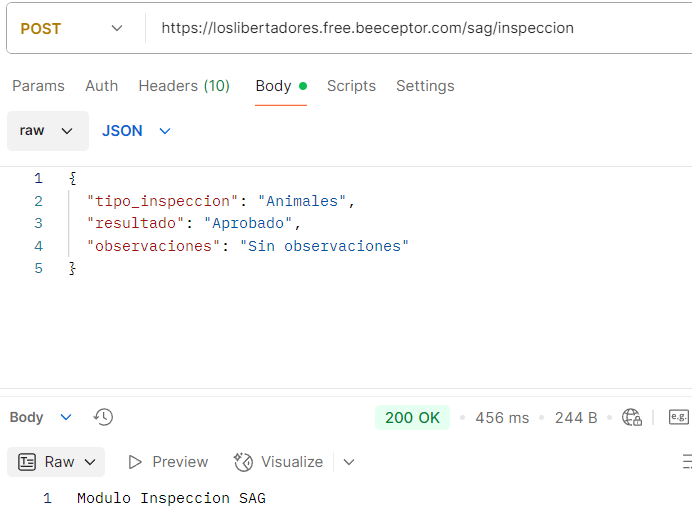 POST https://loslibertadores.free.beeceptor.com/sag/inspeccion
Params Auth Headers (10) Body Scripts Settings
raw JSON
1 {
2 "tipo_inspeccion": "Animales",
3 "resultado": "Aprobado",
4 "observaciones": "Sin observaciones"
5 }
Body 200 OK 456 ms 244 B e.g.
Raw Preview Visualize
1 Modulo Inspeccion SAG